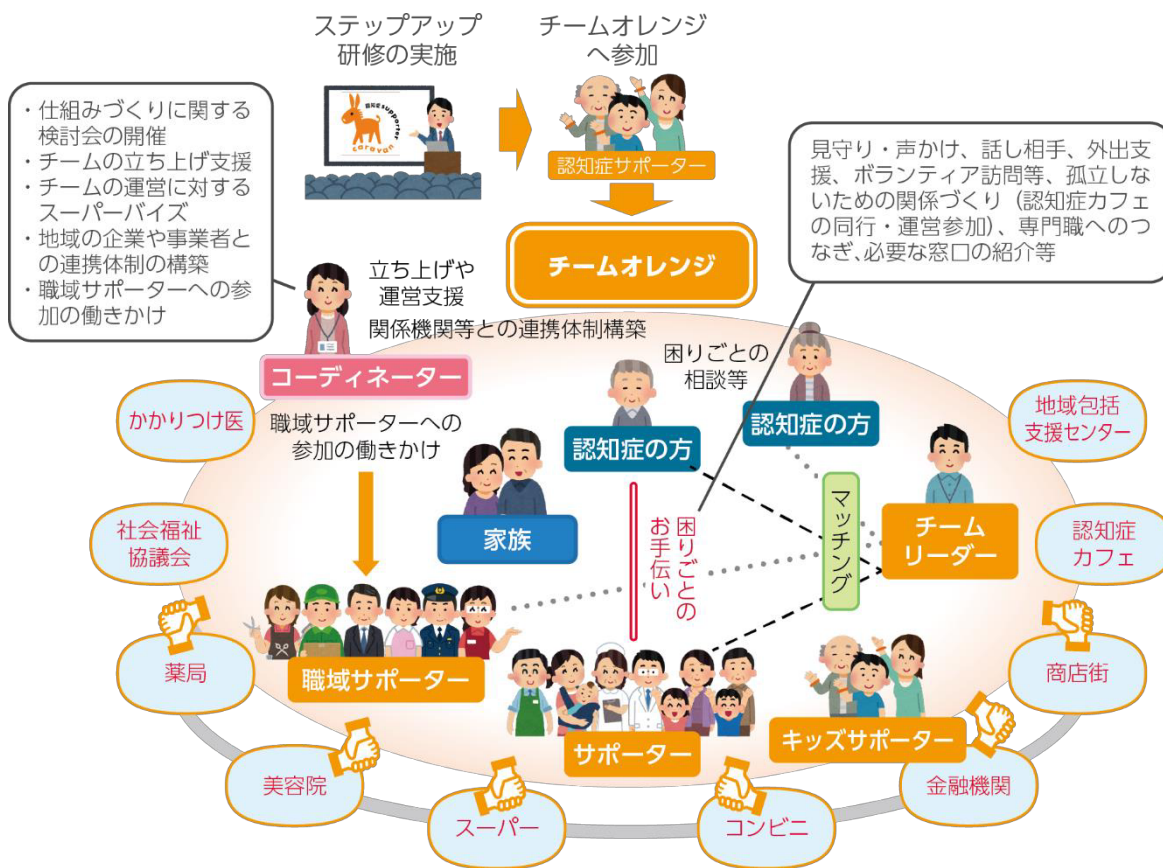 ステップアップ
研修の実施
チームオレンジ
へ参加
認知症supporter
caravan
認知症サポーター
・仕組みづくりに関する
検討会の開催
・チームの立ち上げ支援
・チームの運営に対する
スーパーバイズ
・地域の企業や事業者と
の連携体制の構築
・職域サポーターへの参
加の働きかけ
見守り・声かけ、話し相手、外出支
援、ボランティア訪問等、孤立しな
いための関係づくり（認知症カフェ
の同行・運営参加）、専門職へのつ
なぎ、必要な窓口の紹介等
チームオレンジ
立ち上げや
運営支援
関係機関等との連携体制構築
コーディネーター
困りごとの
相談等
かかりつけ医
職域サポーターへの
参加の働きかけ
認知症の方
認知症の方
地域包括
支援センター
家族
マッチング
チーム
リーダー
社会福祉
協議会
認知症
カフェ
困りごとの
お手伝い
薬局
職域サポーター
商店街
サポーター
キッズサポーター
美容院
金融機関
スーパー
コンビニ